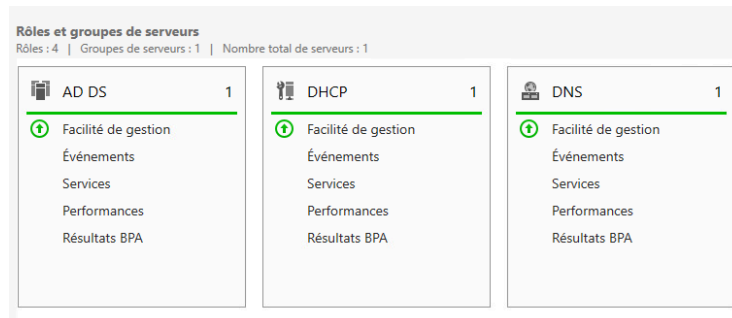 Rôles et groupes de serveurs
Rôles : 4 | Groupes de serveurs : 1 | Nombre total de serveurs : 1
AD DS 1
Facilité de gestion
Événements
Services
Performances
Résultats BPA
DHCP 1
Facilité de gestion
Événements
Services
Performances
Résultats BPA
DNS 1
Facilité de gestion
Événements
Services
Performances
Résultats BPA